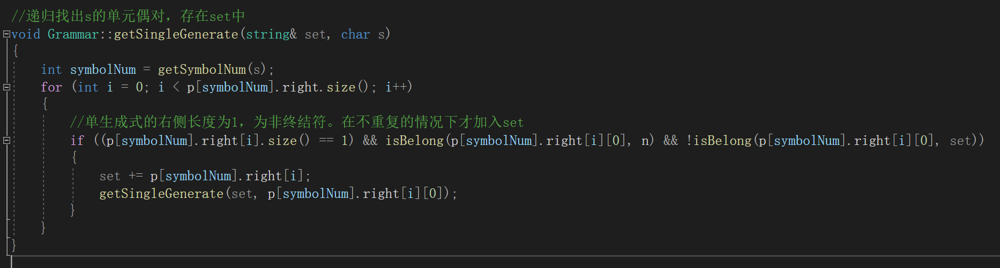 //递归找出s的单元偶对，存在set中
void Grammar::getSingleGenerate(string& set, char s)
{
    int symbolNum = getSymbolNum(s);
    for (int i = 0; i < p[symbolNum].right.size(); i++)
    {
        //单生成式的右侧长度为1，为非终结符。在不重复的情况下才加入set
        if ((p[symbolNum].right[i].size() == 1) && isBelong(p[symbolNum].right[i][0], n) && !isBelong(p[symbolNum].right[i][0], set))
        {
            set += p[symbolNum].right[i];
            getSingleGenerate(set, p[symbolNum].right[i][0]);
        }
    }
}